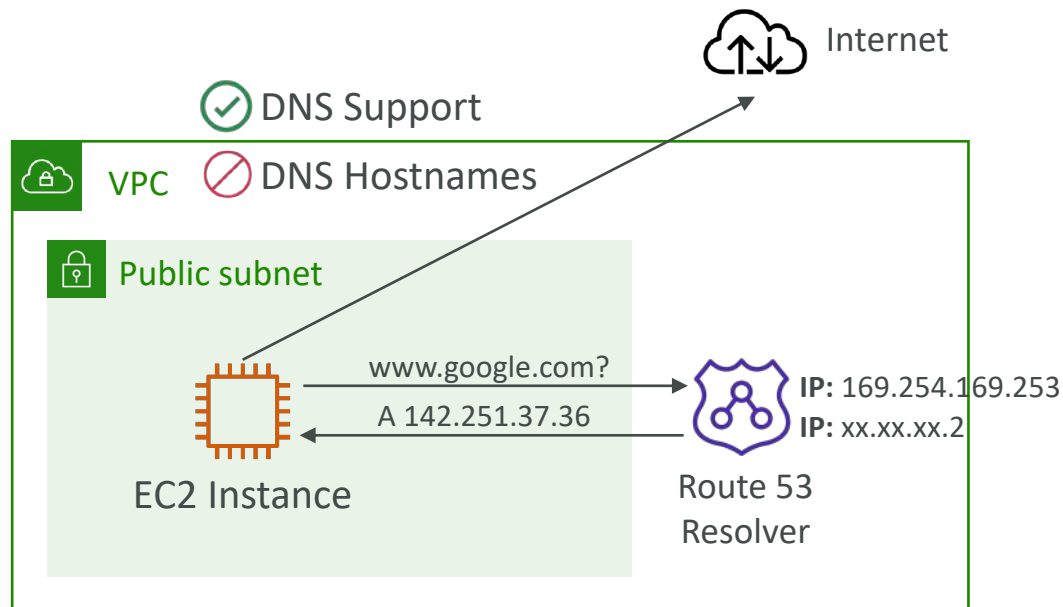 Internet
DNS Support
VPC
DNS Hostnames
Public subnet
www.google.com?
A 142.251.37.36
IP: 169.254.169.253
IP: xx.xx.xx.2
EC2 Instance
Route 53
Resolver